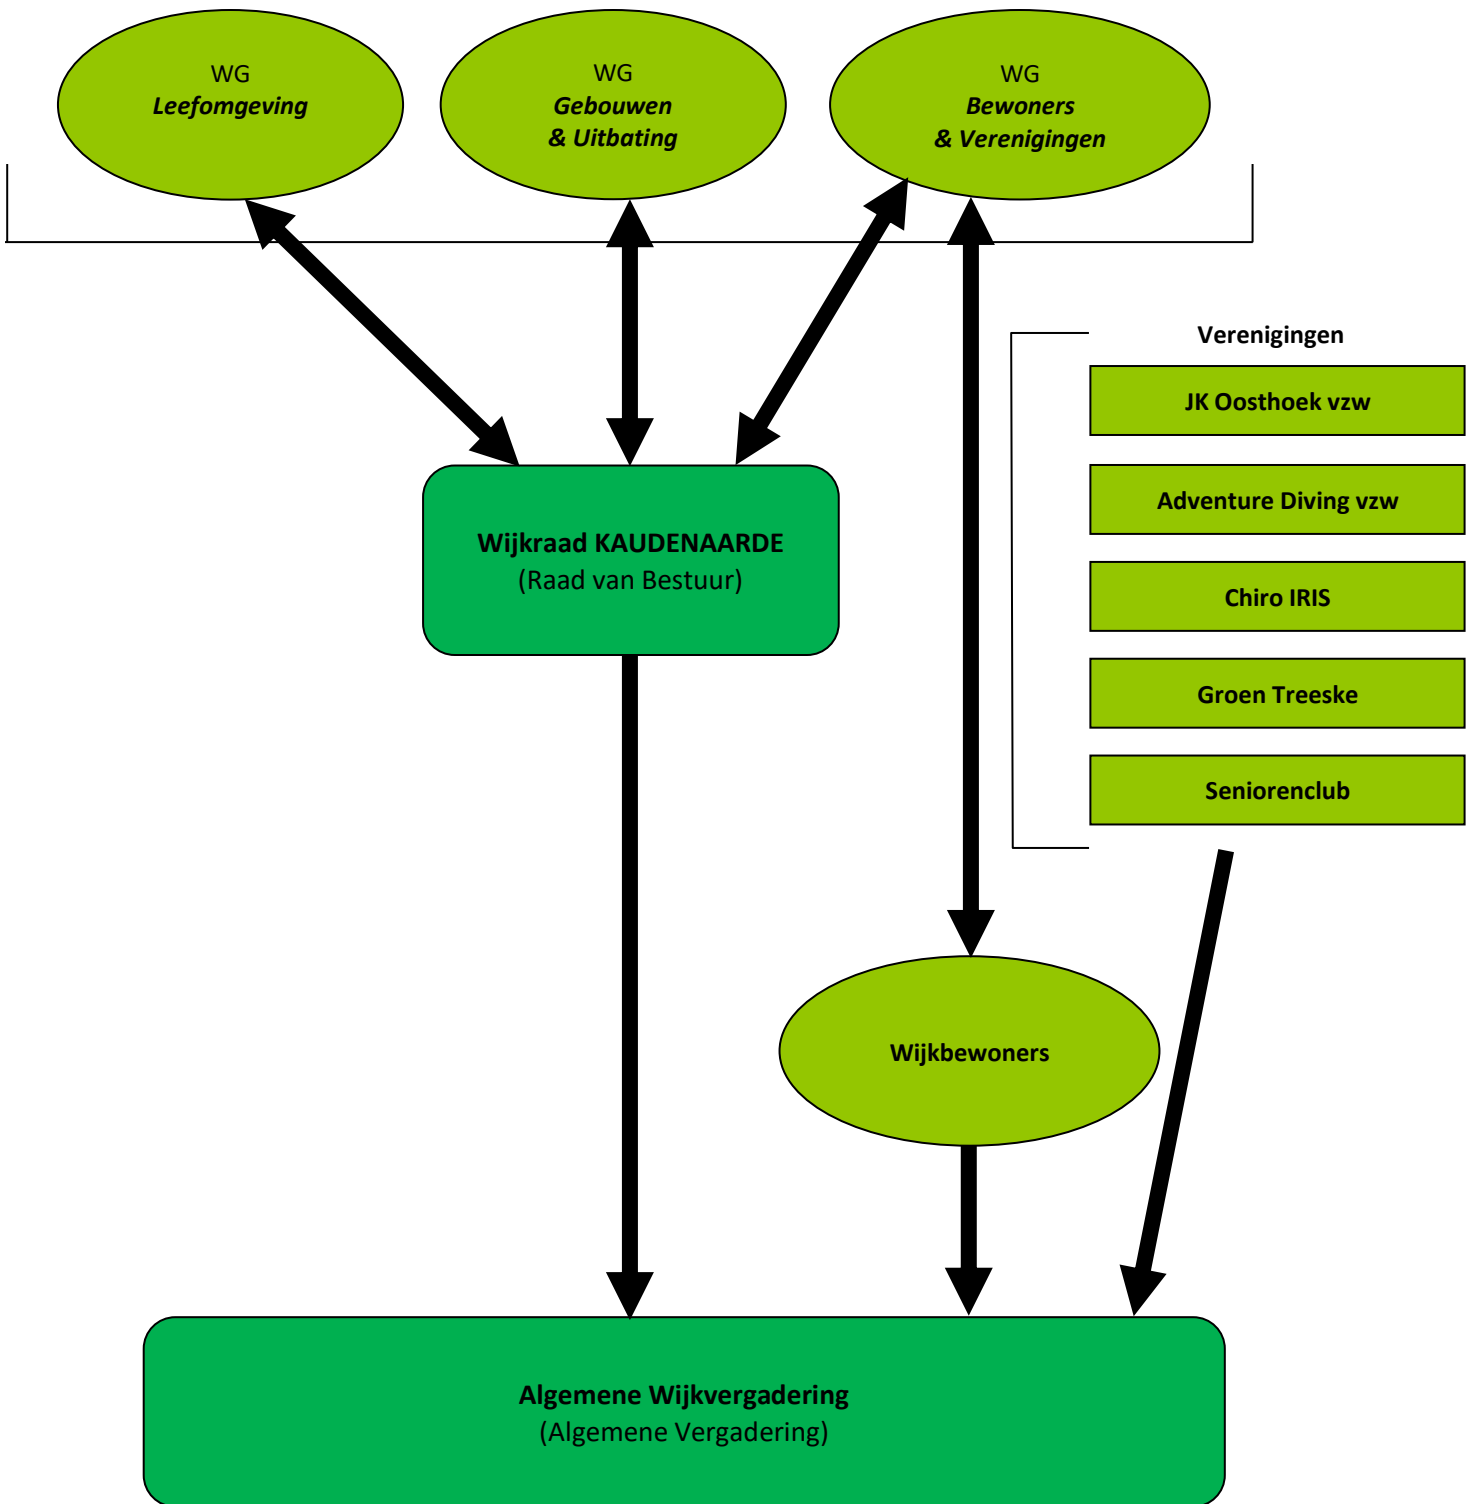 WG
Leefomgeving
WG
Gebouwen
& Uitbating
WG
Bewoners
& Verenigingen
Verenigingen
JK Oosthoek vzw
Adventure Diving vzw
Chiro IRIS
Groen Treeske
Seniorenclub
Wijkraad KAUDENAARDE
(Raad van Bestuur)
Wijkbewoners
Algemene Wijkvergadering
(Algemene Vergadering)